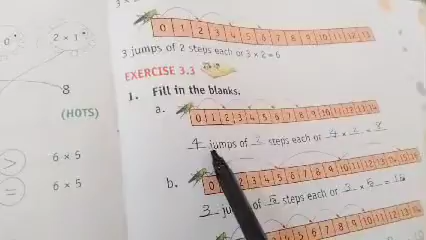 2 × 1
8
(HOTS)
6 × 5
>
6 × 5
=
0 1 2 3 4 5 6 7 8 9 10 11 12 13
3 jumps of 2 steps each or 3 × 2 = 6
EXERCISE 3.3
1. Fill in the blanks.
a.
0 1 2 3 4 5 6 7 8 9 10 11 12 13 14
4 jumps of 2 steps each or 4 × 2 = 8
b.
0 1 2 3 4 5 6 7 8 9 10 11 12 13 14 15 16
3 ju of 5 steps each or 3 × 5 = 15